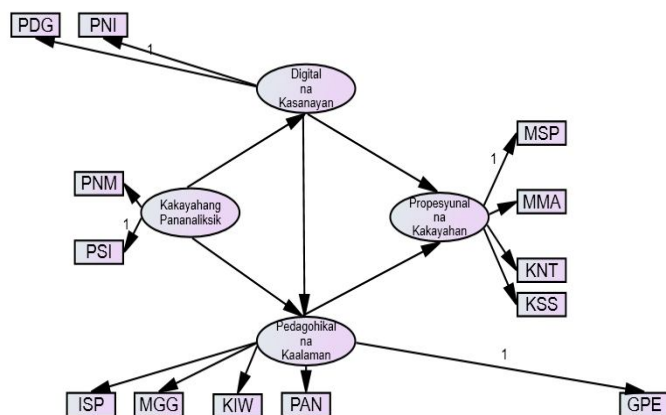 PDG
PNI
1
Digital
na
Kasanayan
MSP
1
PNM
Kakayahang
Pananaliksik
Propesyunal
na
Kakayahan
MMA
1
PSI
KNT
KSS
Pedagohikal
na
Kaalaman
1
ISP
MGG
KIW
PAN
GPE